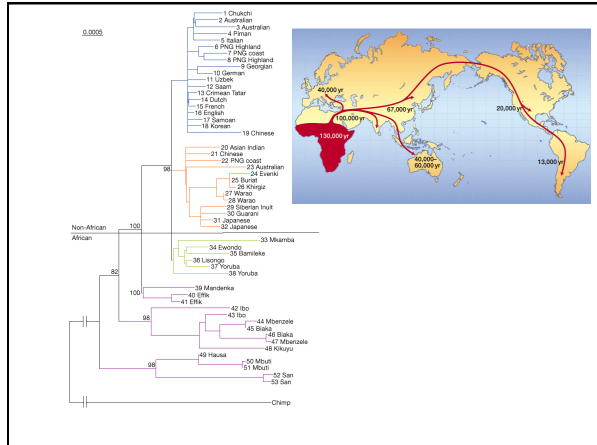 0.0005
1 Chukchi
2 Australian
3 Australian
4 Piman
5 Italian
6 PNG Highland
7 PNG coast
8 PNG Highland
9 Georgian
10 German
11 Uzbek
12 Saam
13 Crimean Tatar
14 Dutch
15 French
16 English
17 Samoan
18 Korean
19 Chinese
98
20 Asian Indian
21 Chinese
22 PNG coast
23 Australian
24 Evenki
25 Buriat
26 Khirgiz
27 Warao
28 Warao
29 Siberian Inuit
30 Guarani
31 Japanese
32 Japanese
100
Non-African
African
33 Mkamba
34 Ewondo
35 Bamileke
36 Lisongo
37 Yoruba
38 Yoruba
82
100
39 Mandenka
40 Effik
41 Effik
98
42 Ibo
43 Ibo
44 Mbenzele
45 Biaka
46 Biaka
47 Mbenzele
48 Kikuyu
98
49 Hausa
50 Mbuti
51 Mbuti
52 San
53 San
Chimp
40,000 yr
100,000 yr
67,000 yr
130,000 yr
40,000–
60,000 yr
20,000 yr
13,000 yr